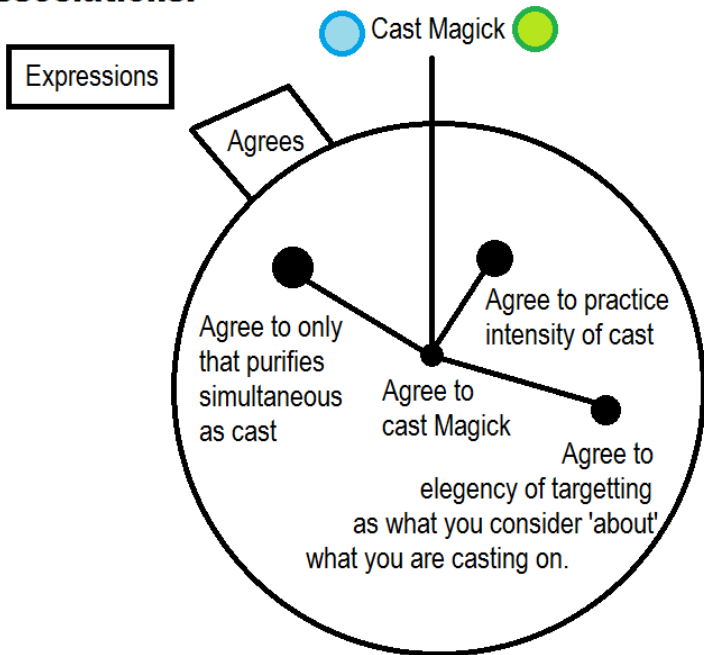 Cast Magick
Expressions
Agrees
Agree to only
that purifies
simultaneous
as cast
Agree to practice
intensity of cast
Agree to
cast Magick
Agree to
elegency of targetting
as what you consider 'about'
what you are casting on.